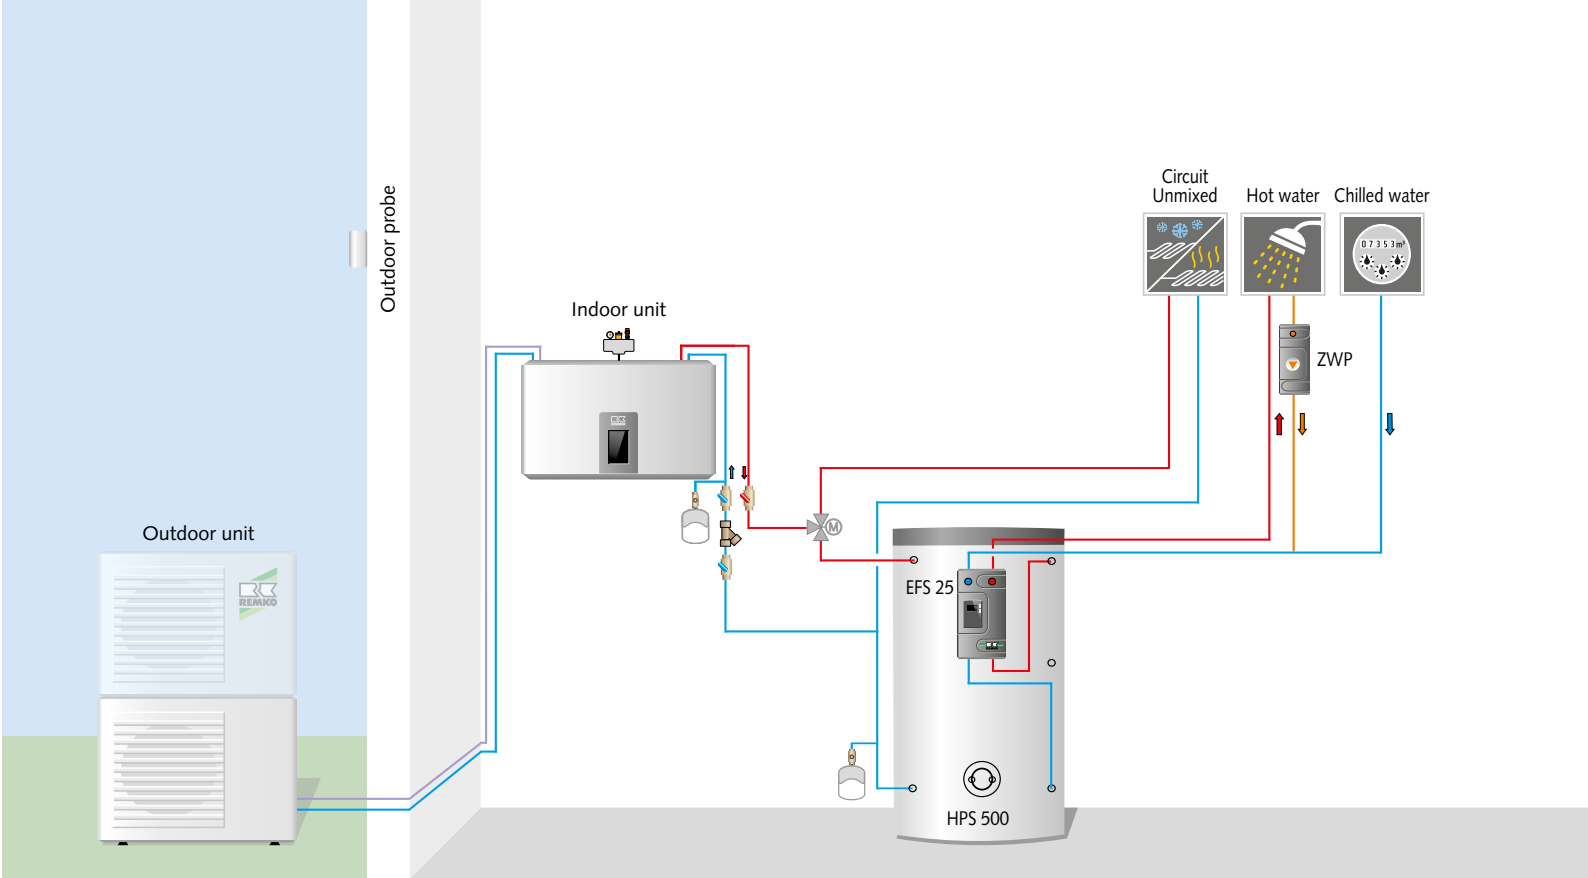 Circuit
Unmixed
Hot water
Chilled water
07353m³
Outdoor probe
Indoor unit
ZWP
REMKO
Outdoor unit
REMKO
EFS 25
M
HPS 500